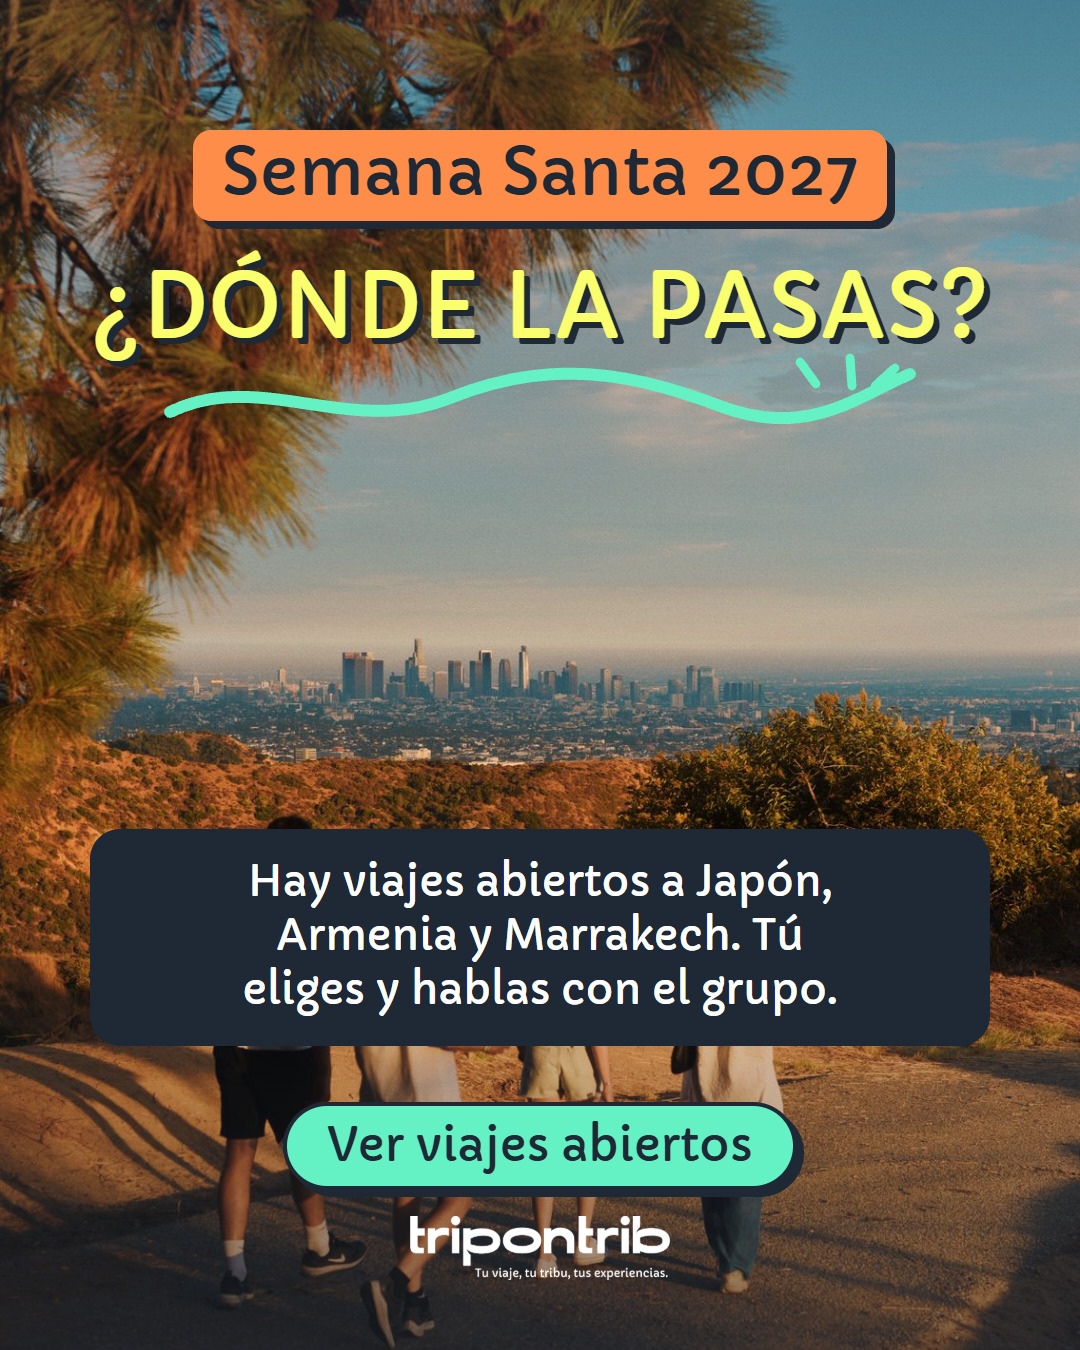 Semana Santa 2027
¿DÓNDE LA PASAS?
Hay viajes abiertos a Japón,
Armenia y Marrakech. Tú
eliges y hablas con el grupo.
Ver viajes abiertos
tripontrib
Tu viaje, tu tribu, tus experiencias.